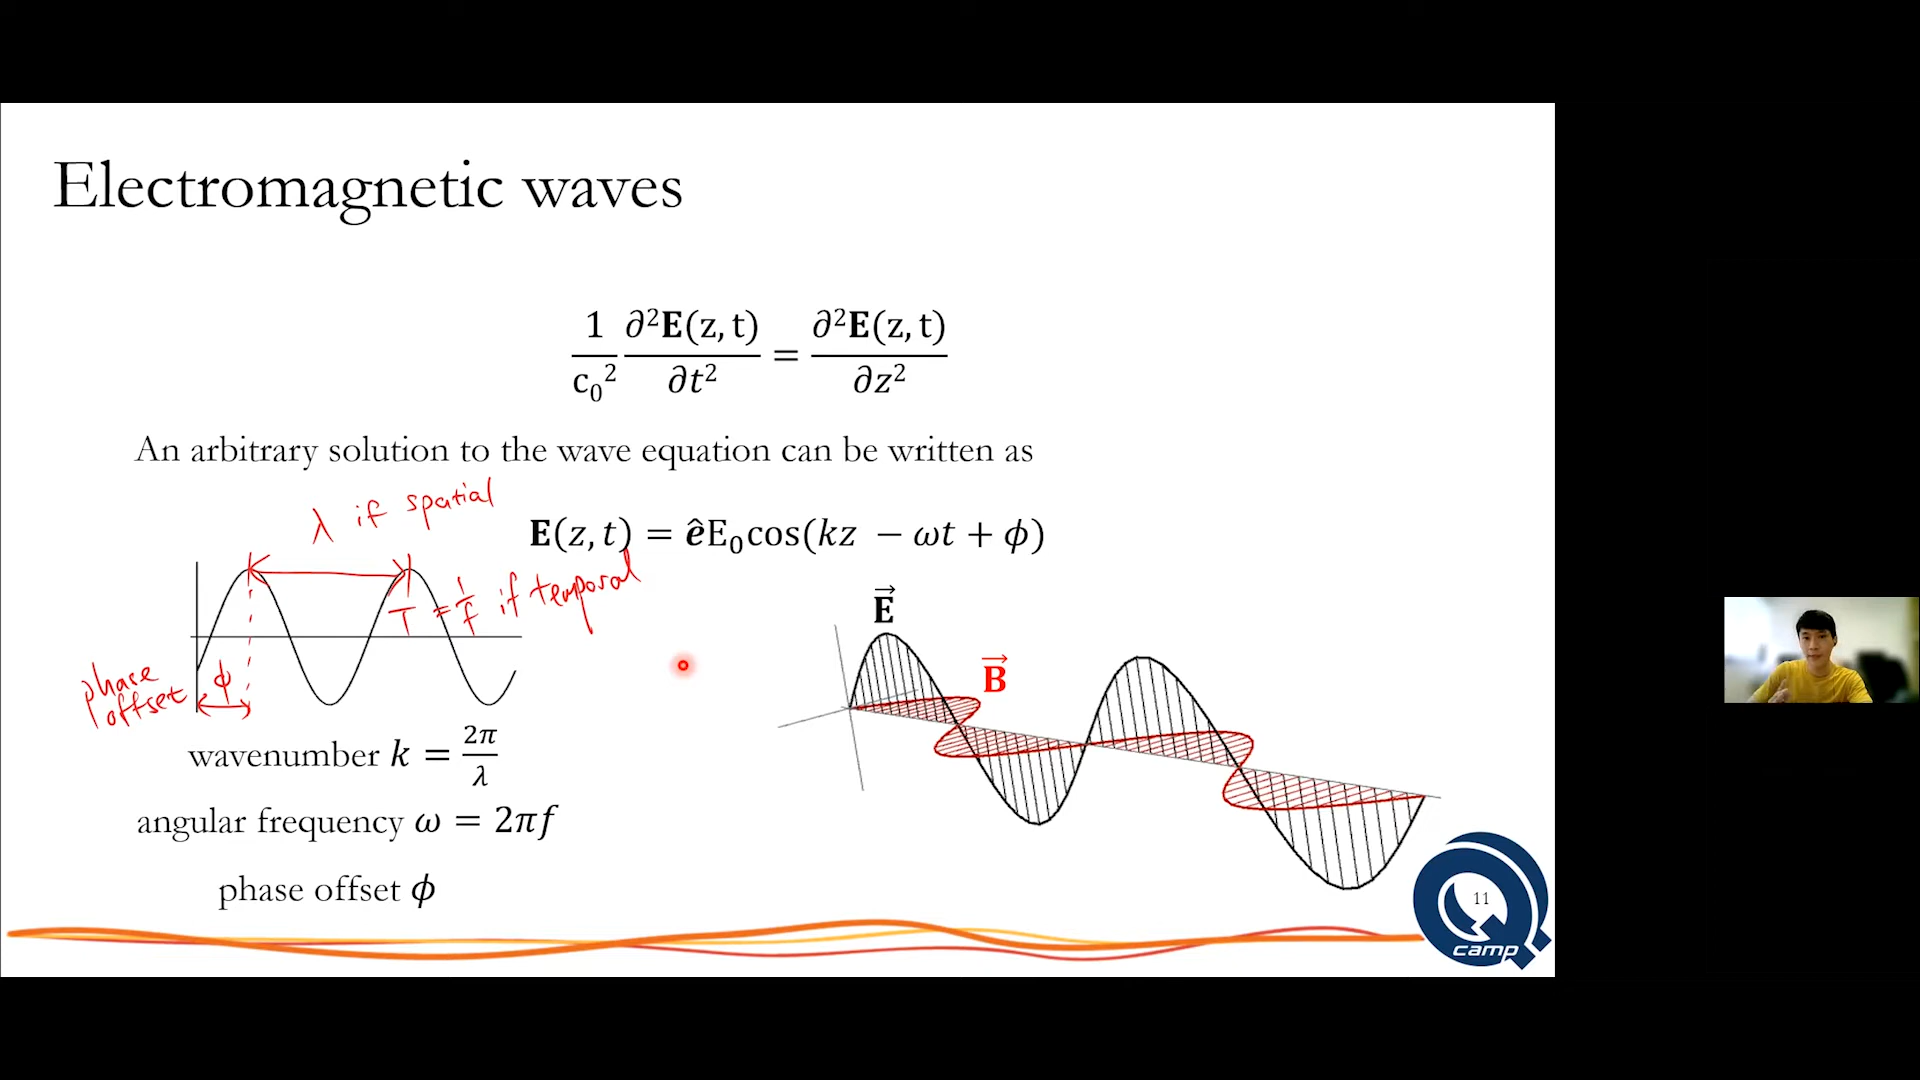 Electromagnetic waves
1/c₀² ∂²E(z, t)/∂t² = ∂²E(z, t)/∂z²
An arbitrary solution to the wave equation can be written as
λ if spatial
E(z, t) = êE₀cos(kz − ωt + ϕ)
T = 1/f if temporal
phase
offset
ϕ
E⃗
B⃗
wavenumber k = 2π/λ
angular frequency ω = 2πf
phase offset ϕ
11
camp